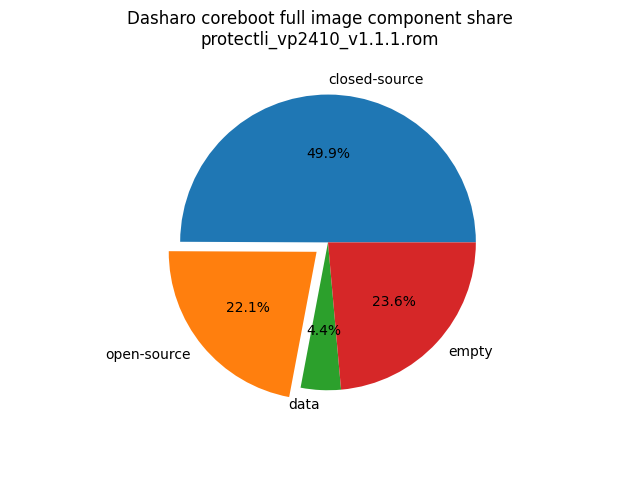 Dasharo coreboot full image component share
protectli_vp2410_v1.1.1.rom
closed-source
49.9%
22.1%
4.4%
23.6%
open-source
empty
data